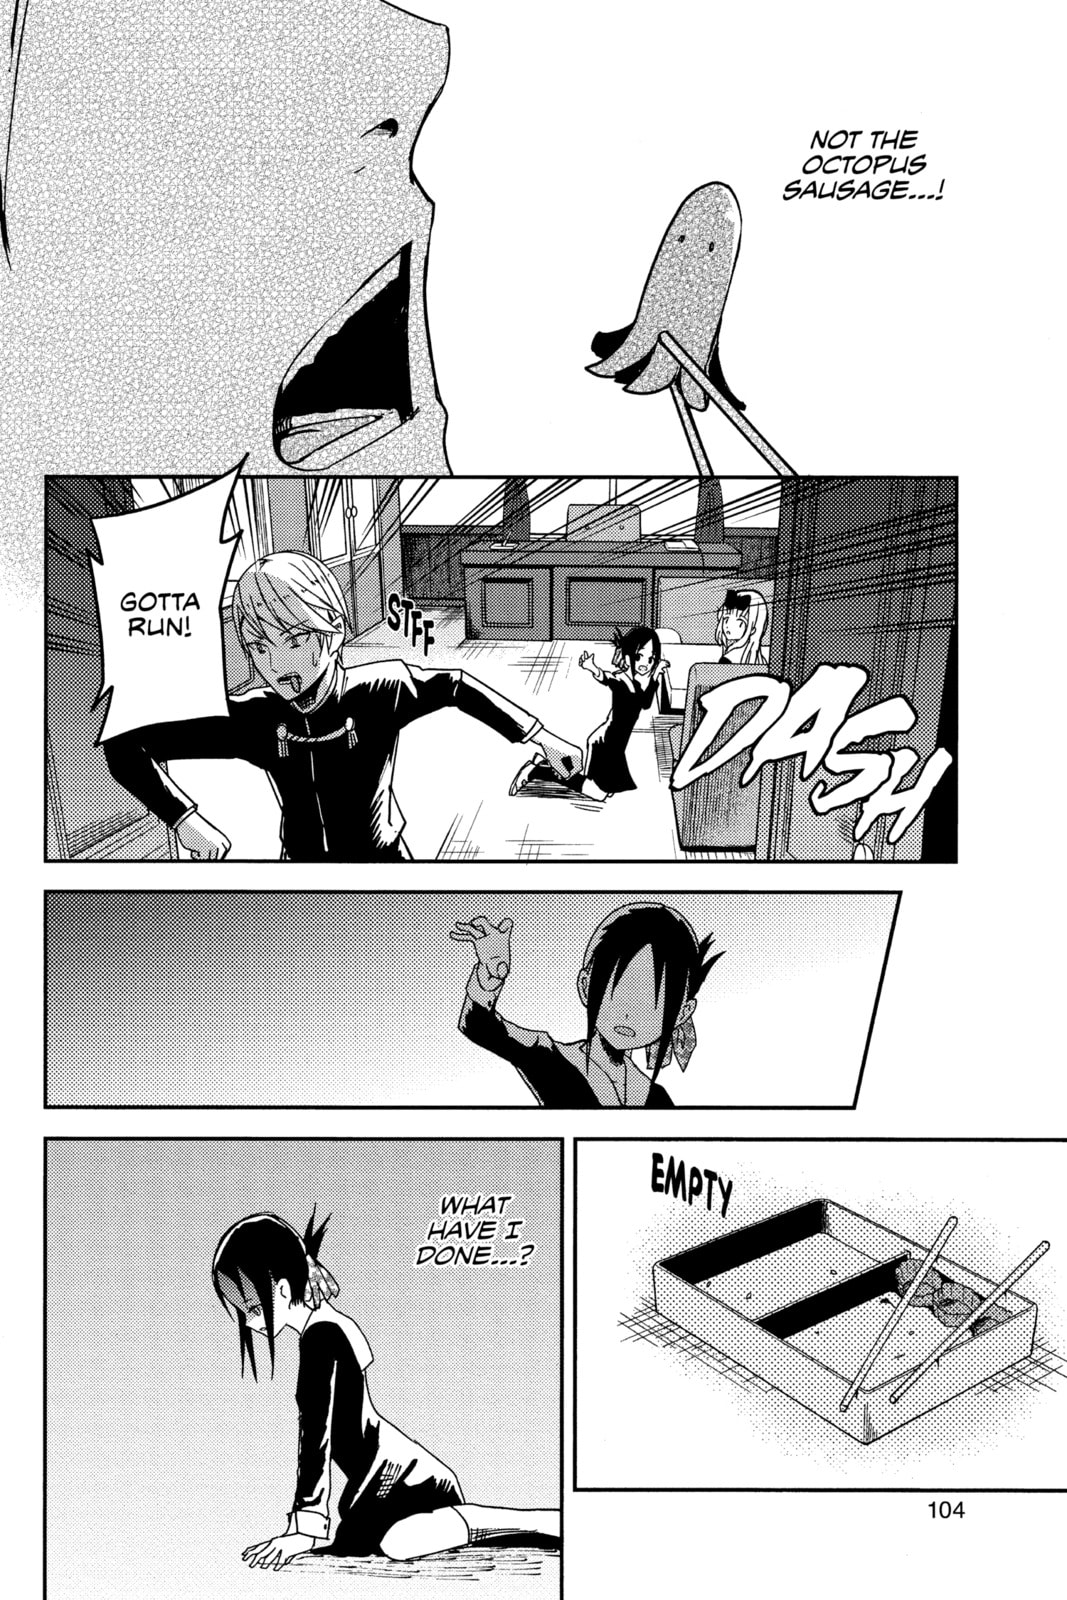 NOT THE
OCTOPUS
SAUSAGE...!
GOTTA
RUN!
STFF
DASH
EMPTY
WHAT
HAVE I
DONE...?
104